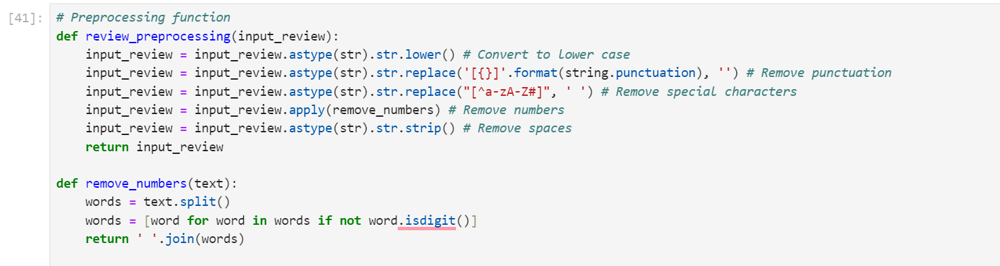 [41]: # Preprocessing function
def review_preprocessing(input_review):
    input_review = input_review.astype(str).str.lower() # Convert to lower case
    input_review = input_review.astype(str).str.replace('[{}]'.format(string.punctuation), '') # Remove punctuation
    input_review = input_review.astype(str).str.replace("[^a-zA-Z#]", ' ') # Remove special characters
    input_review = input_review.apply(remove_numbers) # Remove numbers
    input_review = input_review.astype(str).str.strip() # Remove spaces
    return input_review

def remove_numbers(text):
    words = text.split()
    words = [word for word in words if not word.isdigit()]
    return ' '.join(words)